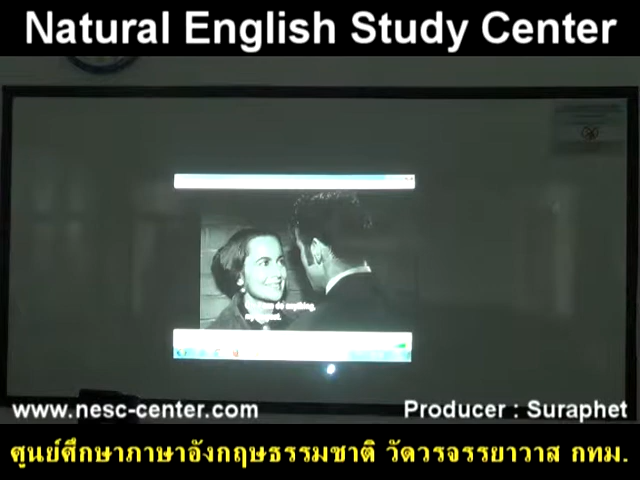 Natural English Study Center
do anything,
www.nesc-center.com
Producer : Suraphet
ศูนย์ศึกษาภาษาอังกฤษธรรมชาติ วัดวรจรรยาวาส กทม.